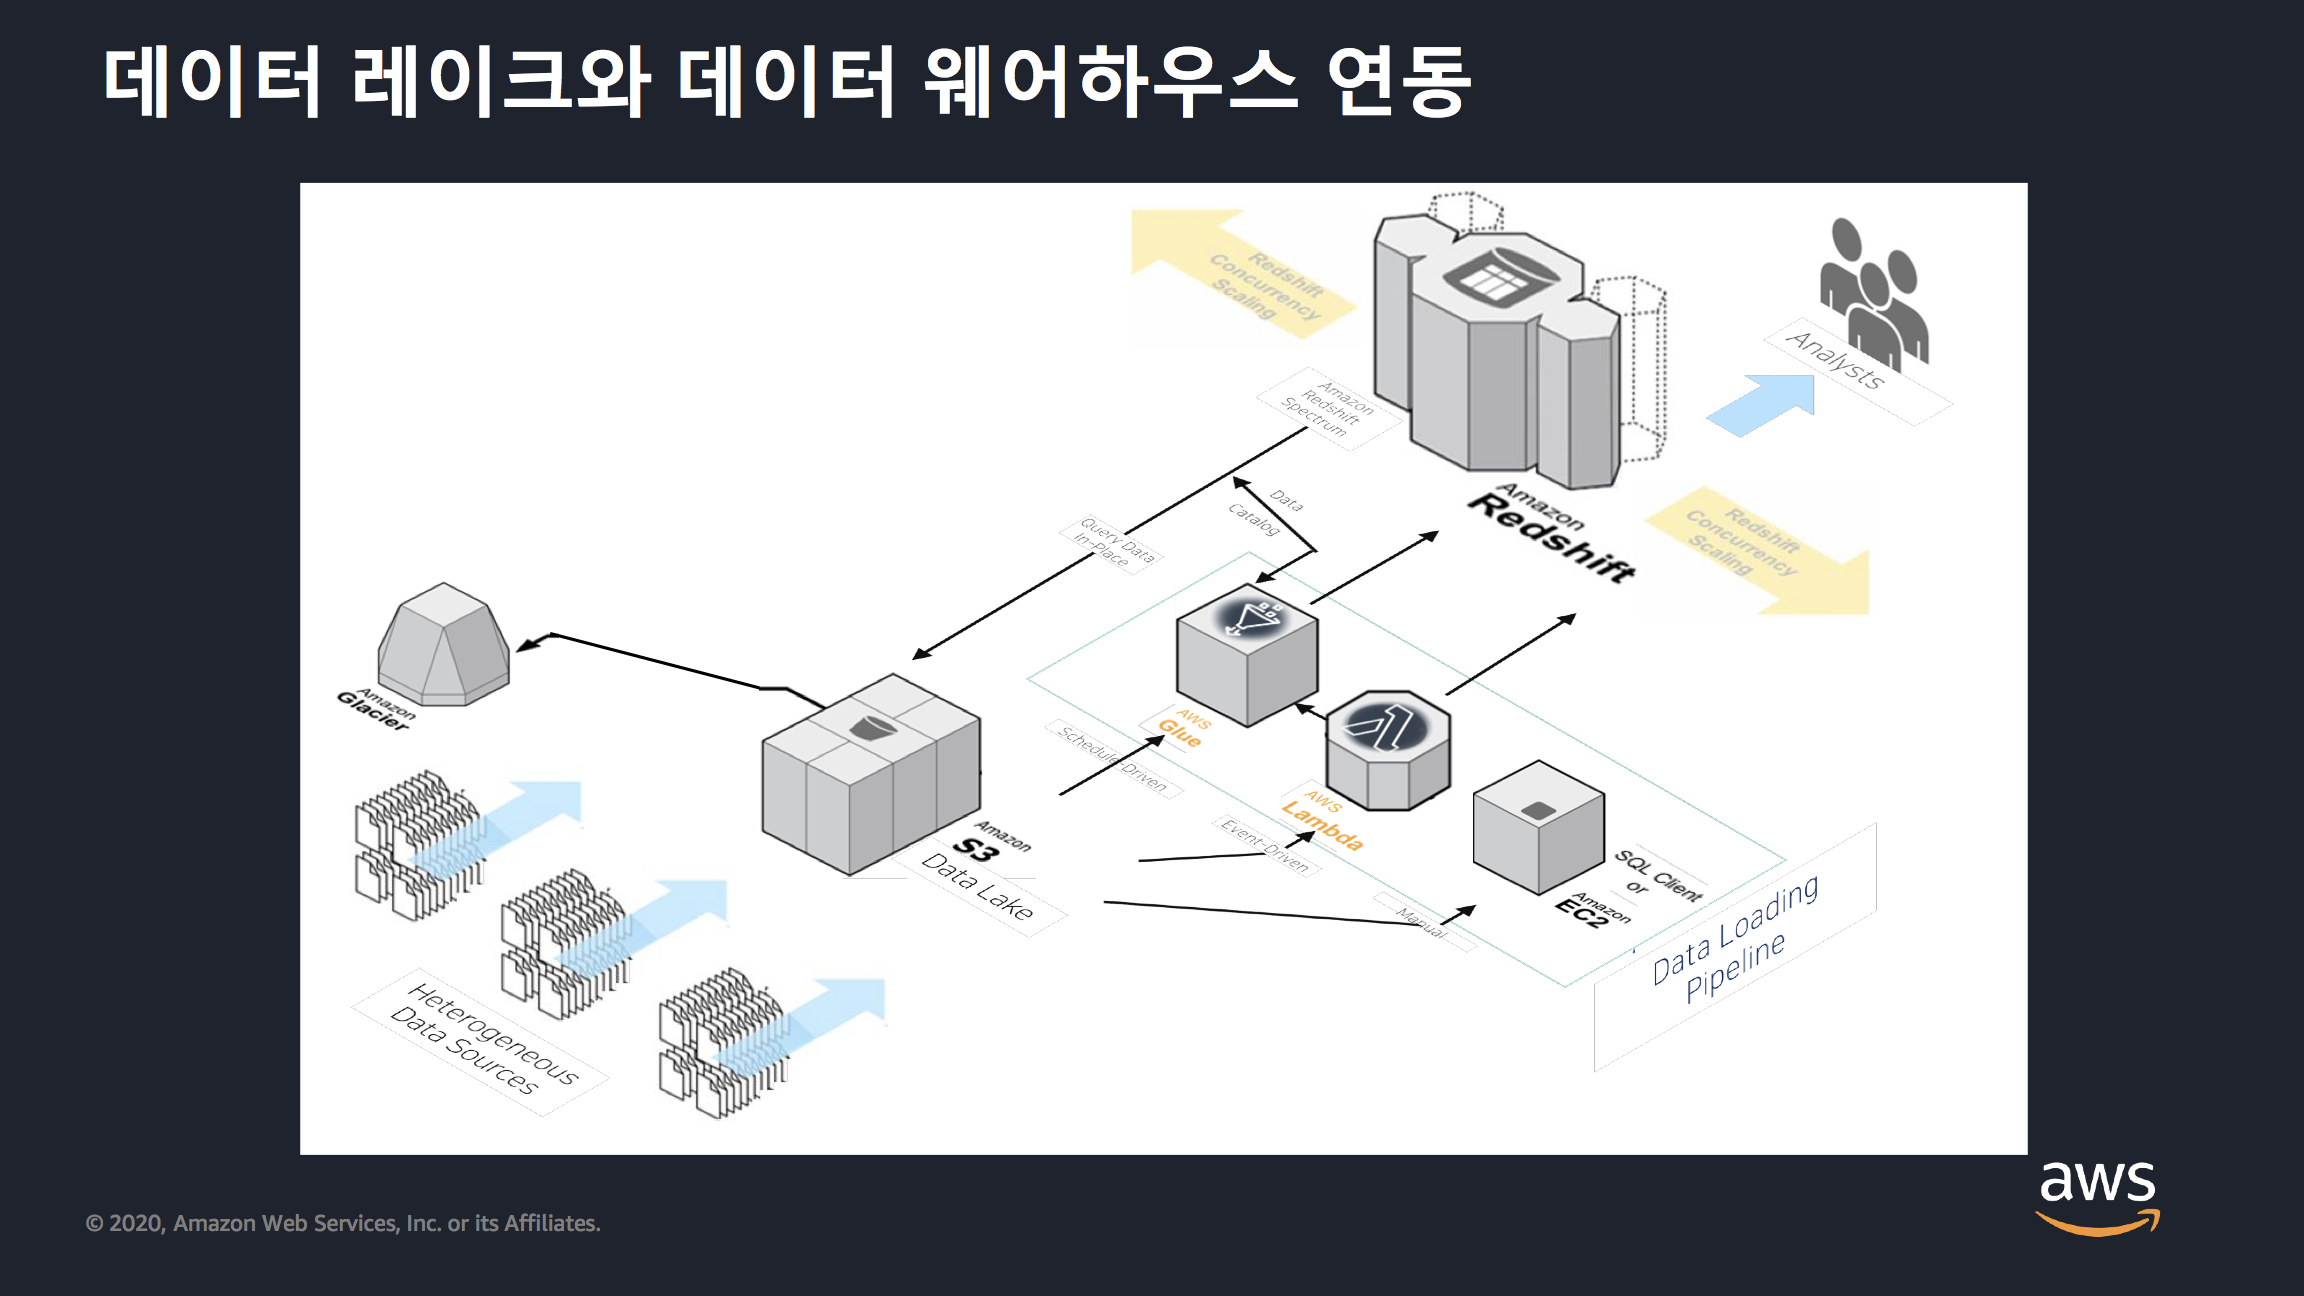 데이터 레이크와 데이터 웨어하우스 연동
Redshift
Concurrency
Scaling
Analysts
Amazon
Redshift
Spectrum
Data
Catalog
Query Data
In-Place
Amazon
Redshift
Redshift
Concurrency
Scaling
Amazon
Glacier
AWS
Glue
Schedule-Driven
AWS
Lambda
Event-Driven
Amazon
S3
Data Lake
SQL Client
or
Amazon
EC2
Manual
Data Loading
Pipeline
Heterogeneous
Data Sources
© 2020, Amazon Web Services, Inc. or its Affiliates.
aws